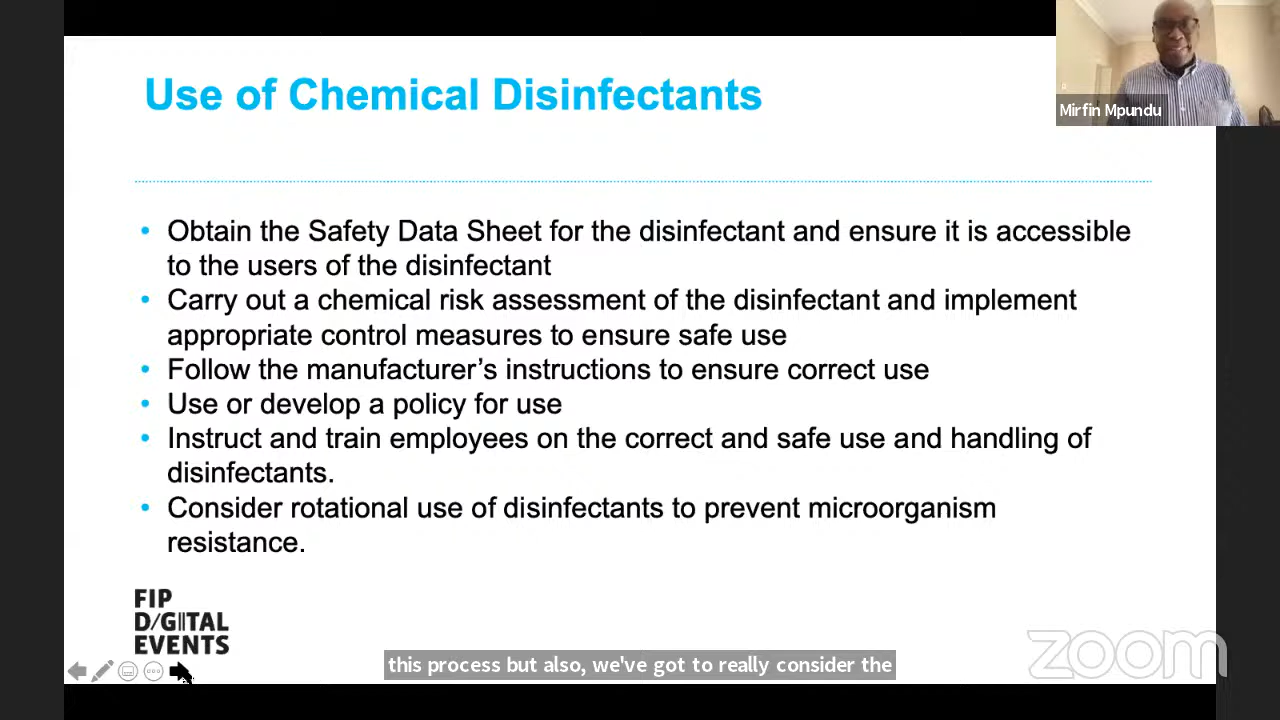 Use of Chemical Disinfectants
Mirfin Mpundu
• Obtain the Safety Data Sheet for the disinfectant and ensure it is accessible
to the users of the disinfectant
• Carry out a chemical risk assessment of the disinfectant and implement
appropriate control measures to ensure safe use
• Follow the manufacturer’s instructions to ensure correct use
• Use or develop a policy for use
• Instruct and train employees on the correct and safe use and handling of
disinfectants.
• Consider rotational use of disinfectants to prevent microorganism
resistance.
FIP
D/GITAL
EVENTS
zoom
this process but also, we've got to really consider the